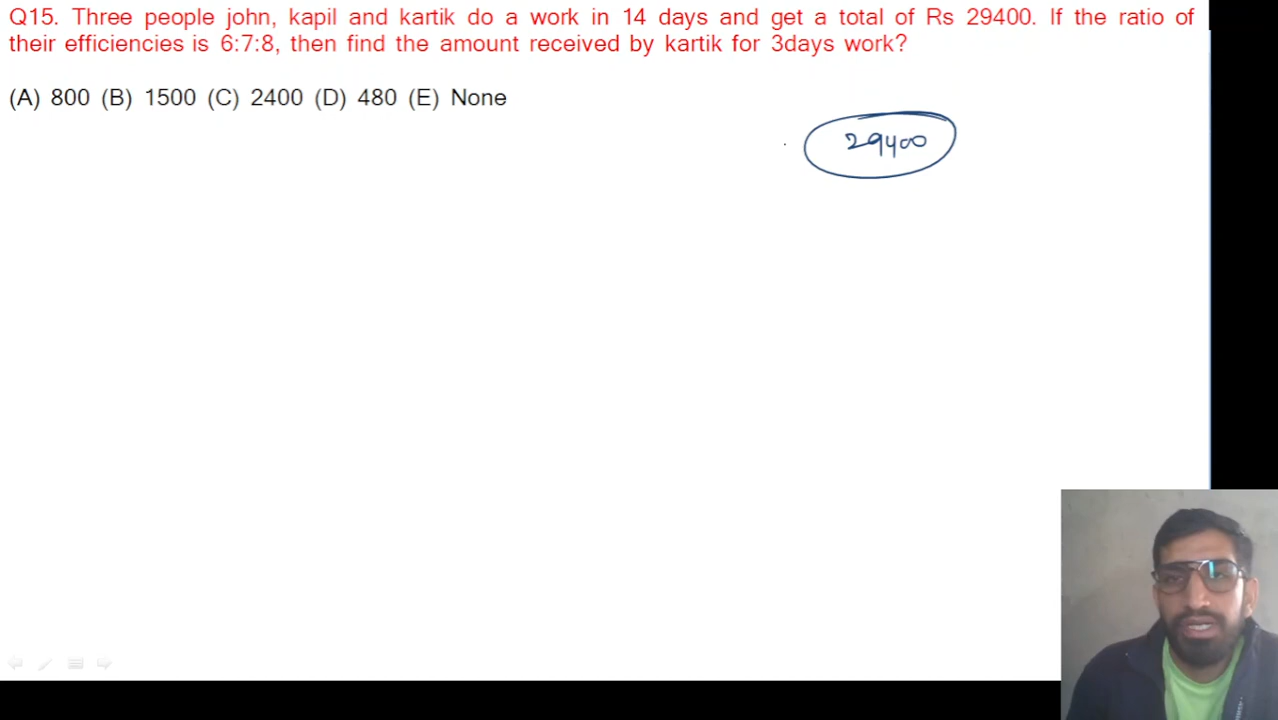 Q15. Three people john, kapil and kartik do a work in 14 days and get a total of Rs 29400. If the ratio of
their efficiencies is 6:7:8, then find the amount received by kartik for 3days work?
(A) 800 (B) 1500 (C) 2400 (D) 480 (E) None
29400